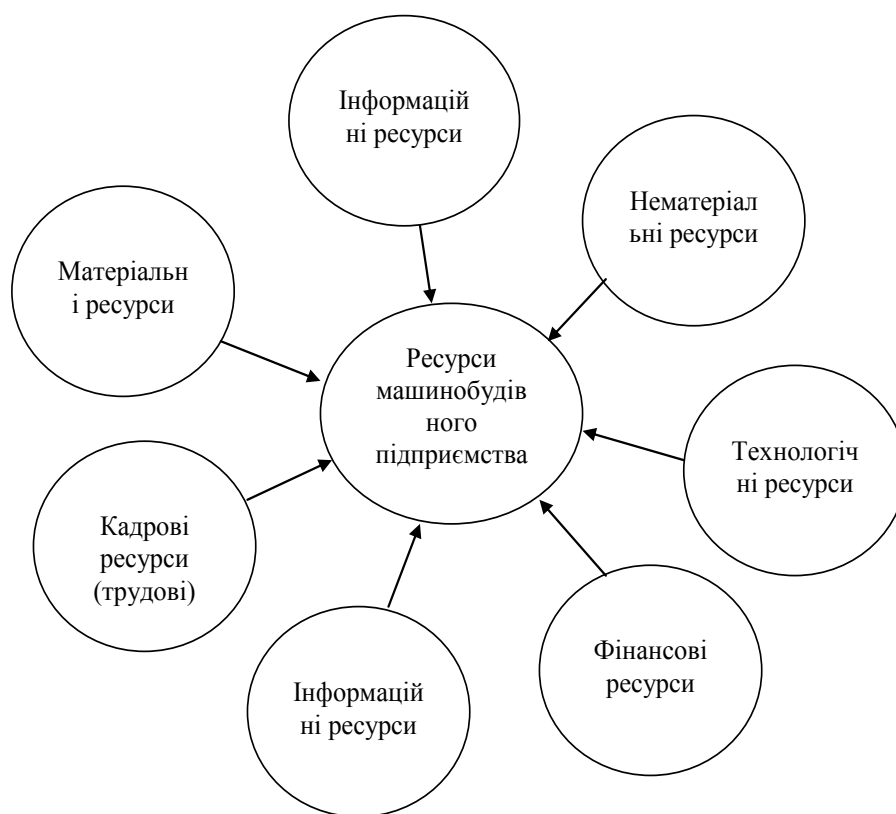 Інформацій
ні ресурси
Нематеріал
ьні ресурси
Матеріальн
і ресурси
Ресурси
машинобудів
ного
підприємства
Технологіч
ні ресурси
Кадрові
ресурси
(трудові)
Фінансові
ресурси
Інформацій
ні ресурси